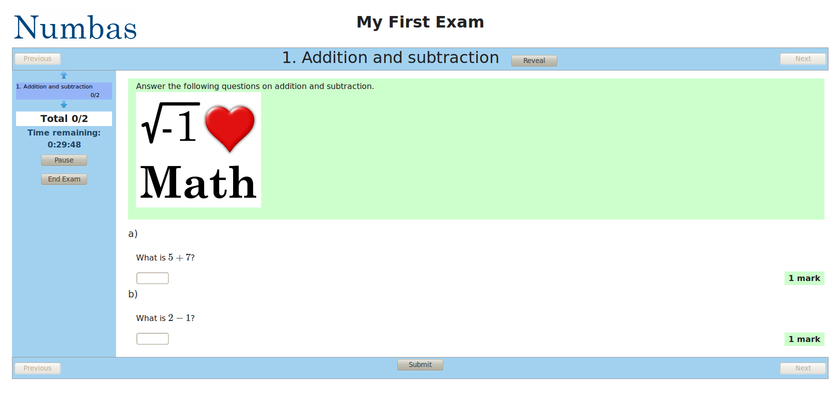 Numbas
My First Exam
Previous
1. Addition and subtraction
Reveal
Next
1. Addition and subtraction
0/2
Total 0/2
Time remaining:
0:29:48
Pause
End Exam
Answer the following questions on addition and subtraction.
√-1
Math
a)
What is 5 + 7?
1 mark
b)
What is 2 − 1?
1 mark
Previous
Submit
Next